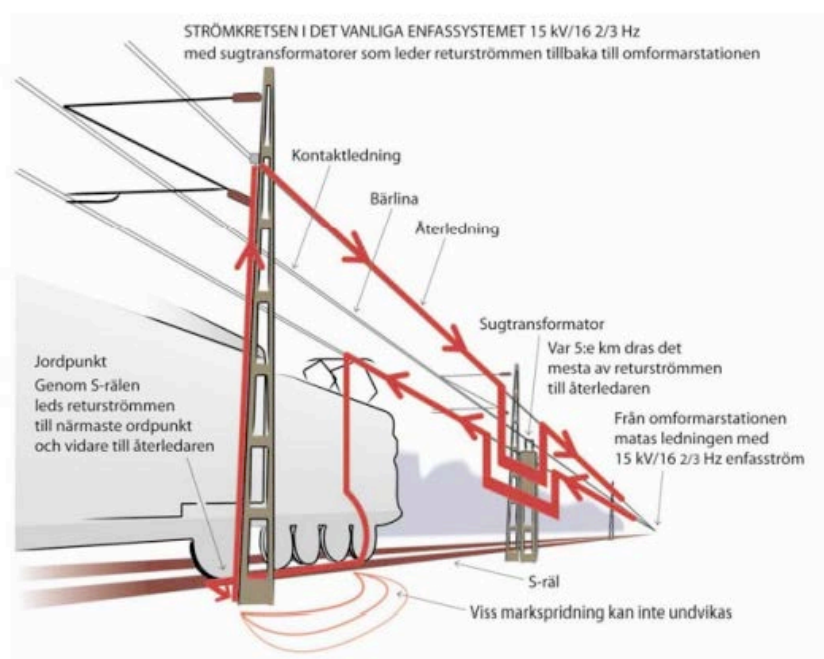 STRÖMKRETSEN I DET VANLIGA ENFASSYSTEMET 15 kV/16 2/3 Hz
med sugtransformatorer som leder returströmmen tillbaka till omformarstationen
Kontaktledning
Bärlina
Återledning
Sugtransformator
Var 5:e km dras det
mesta av returströmmen
till återledaren
Jordpunkt
Genom S-rälen
leds returströmmen
till närmaste ordpunkt
och vidare till återledaren
Från omformarstationen
matas ledningen med
15 kV/16 2/3 Hz enfasström
S-räl
Viss markspridning kan inte undvikas